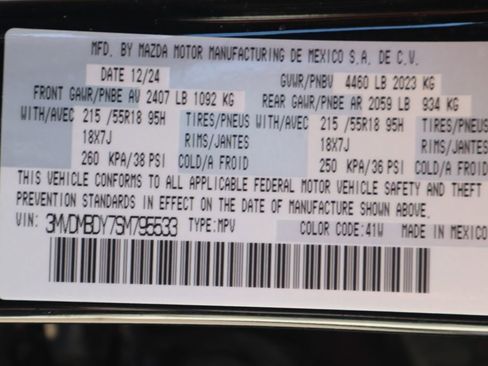 MFD. BY MAZDA MOTOR MANUFACTURING DE MEXICO S.A. DE C.V.
DATE 12/24 GVWR/PNBV 4460 LB 2023 KG
FRONT GAWR/PNBE AV 2407 LB 1092 KG REAR GAWR/PNBE AR 2059 LB 934 KG
WITH/AVEC 215 /55R18 95H TIRES/PNEUS WITH/AVEC 215 /55R18 95H TIRES/PNEUS
18X7J RIMS/JANTES 18X7J RIMS/JANTES
260 KPA/38 PSI COLD/A FROID 250 KPA/36 PSI COLD/A FROID
THIS VEHICLE CONFORMS TO ALL APPLICABLE FEDERAL MOTOR VEHICLE SAFETY AND THEFT
PREVENTION STANDARDS IN EFFECT ON THE DATE OF MANUFACTURE SHOWN ABOVE.
VIN: 3MVDMBDY7SM795533 TYPE:MPV COLOR CODE:41W MADE IN MEXICO